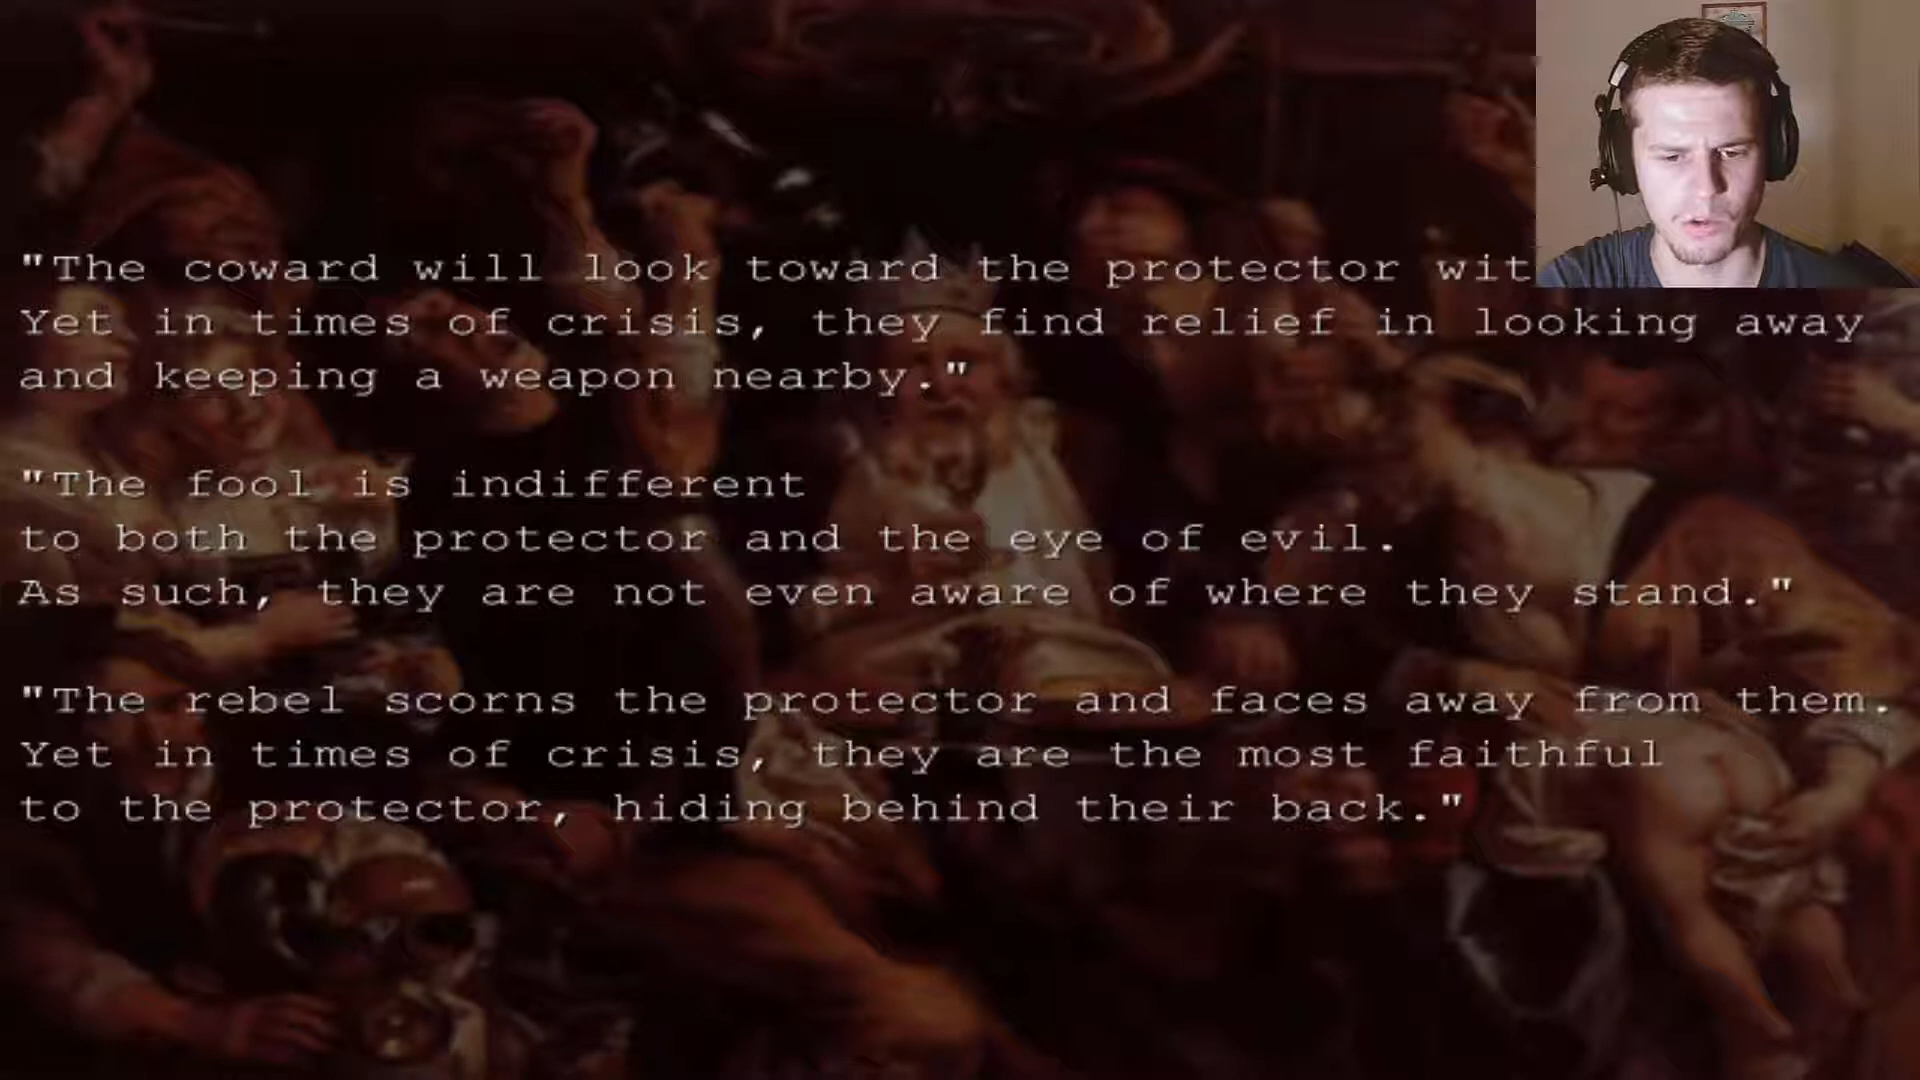 "The coward will look toward the protector wit
Yet in times of crisis, they find relief in looking away
and keeping a weapon nearby."
"The fool is indifferent
to both the protector and the eye of evil.
As such, they are not even aware of where they stand."
"The rebel scorns the protector and faces away from them.
Yet in times of crisis, they are the most faithful
to the protector, hiding behind their back."